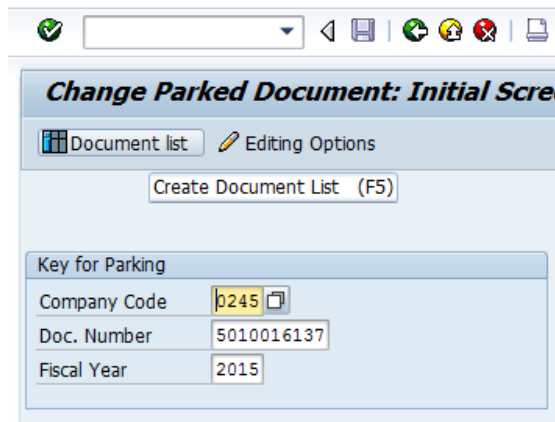 Change Parked Document: Initial Scre
Document list Editing Options
Create Document List (F5)
Key for Parking
Company Code 0245
Doc. Number 5010016137
Fiscal Year 2015